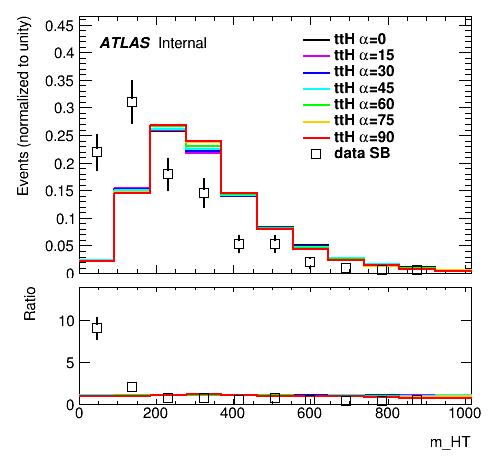 ATLAS Internal
ttH α=0
ttH α=15
ttH α=30
ttH α=45
ttH α=60
ttH α=75
ttH α=90
data SB
Events (normalized to unity)
0.45
0.4
0.35
0.3
0.25
0.2
0.15
0.1
0.05
0
Ratio
10
5
0
0 200 400 600 800 1000
m_HT